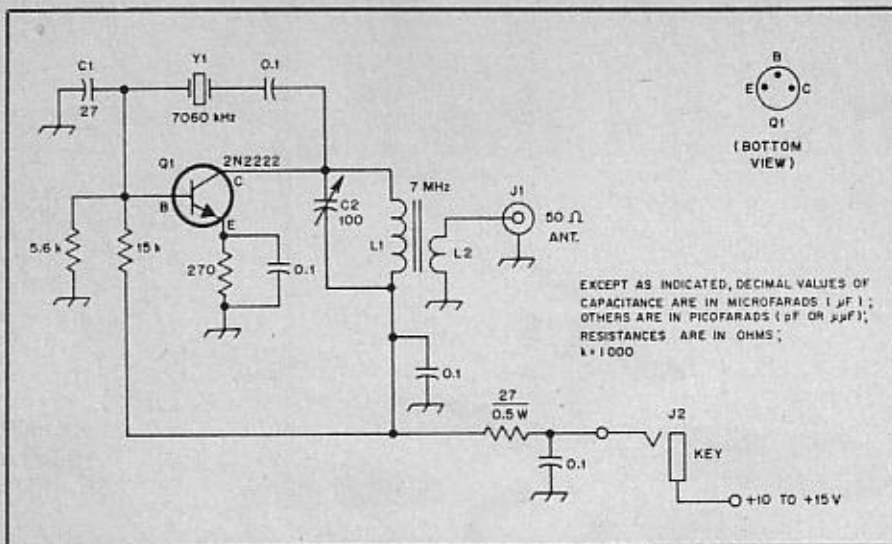 C1
27
Y1
7060 kHz
0.1
Q1
2N2222
C
B
E
5.6 k
15 k
270
0.1
C2
100
7 MHz
L1
L2
J1
50 Ω
ANT.
B
E
C
Q1
(BOTTOM
VIEW)
EXCEPT AS INDICATED, DECIMAL VALUES OF
CAPACITANCE ARE IN MICROFARADS (µF);
OTHERS ARE IN PICOFARADS (pF OR µµF);
RESISTANCES ARE IN OHMS;
k=1000
0.1
27
0.5 W
0.1
J2
KEY
+10 TO +15 V